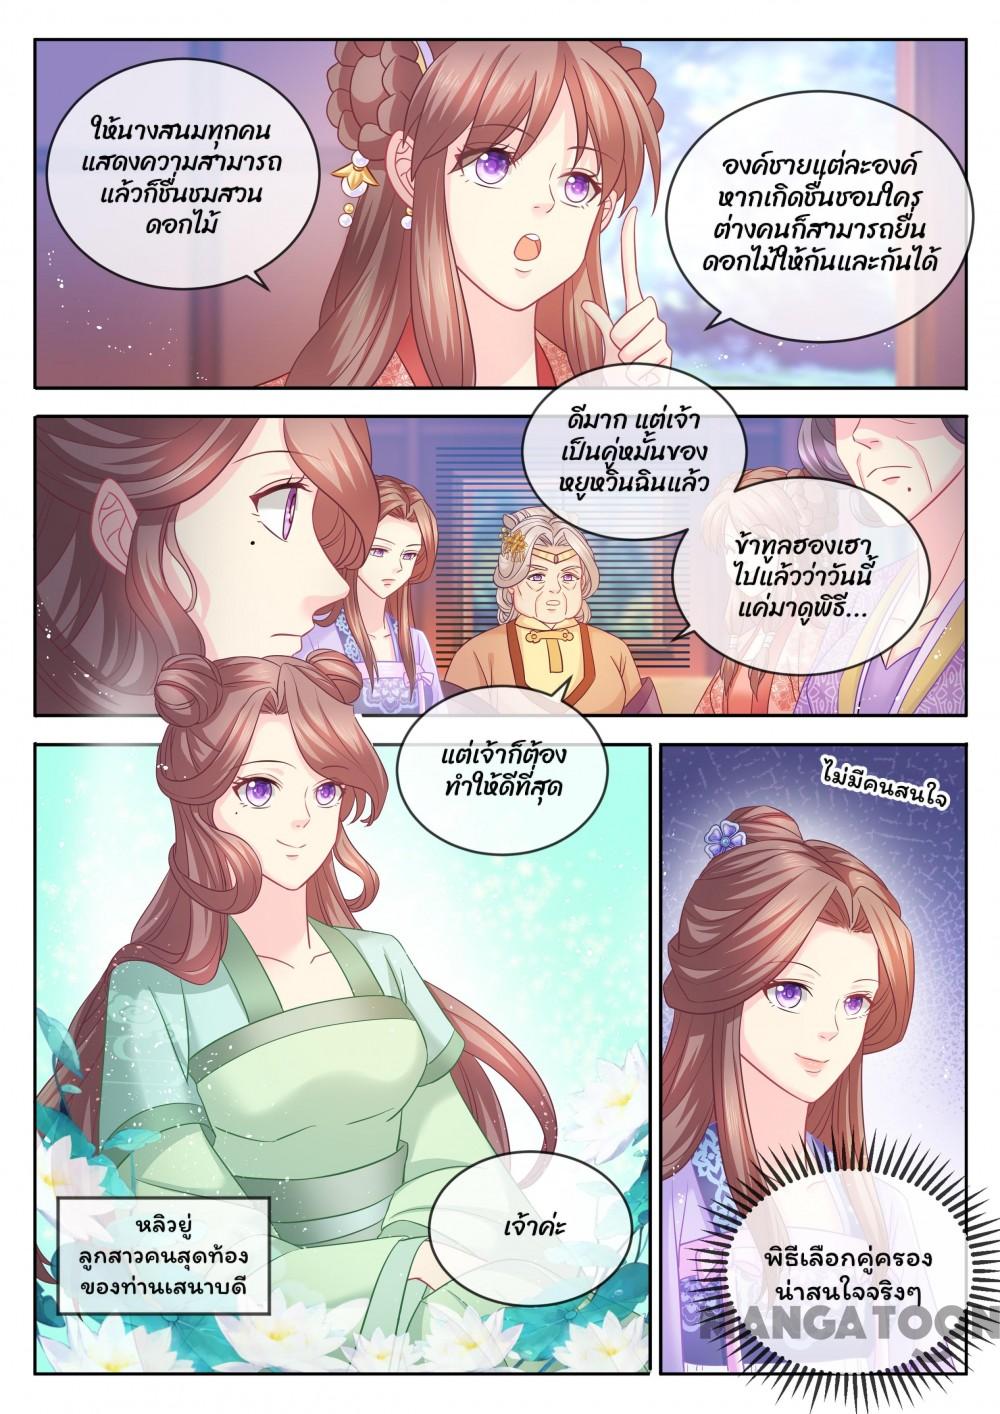 ให้นางสนมทุกคน
แสดงความสามารถ
แล้วก็ชื่นชมสวน
ดอกไม้
องค์ชายแต่ละองค์
หากเกิดชื่นชอบใคร
ต่างคนก็สามารถยื่น
ดอกไม้ให้กันและกันได้
ดีมาก แต่เจ้า
เป็นคู่หมั้นของ
หยูหวินฉินแล้ว
ข้าทูลฮองเฮา
ไปแล้วว่าวันนี้
แค่มาดูพิธี...
แต่เจ้าก็ต้อง
ทำให้ดีที่สุด
ไม่มีคนสนใจ
เจ้าค่ะ
หลิวยู่
ลูกสาวคนสุดท้อง
ของท่านเสนาบดี
พิธีเลือกคู่ครอง
น่าสนใจจริงๆ
MANGATOON